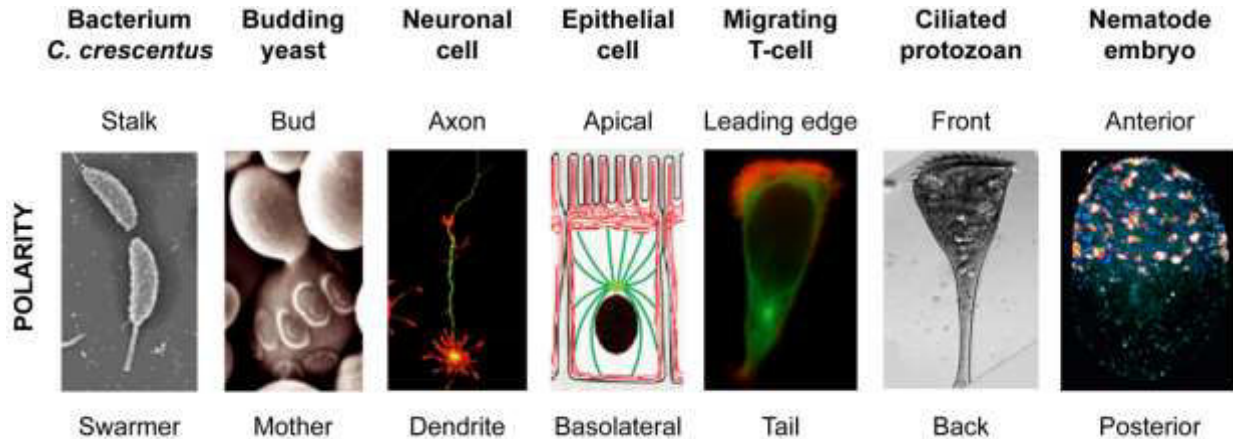 Bacterium
C. crescentus
Budding
yeast
Neuronal
cell
Epithelial
cell
Migrating
T-cell
Ciliated
protozoan
Nematode
embryo
Stalk
Bud
Axon
Apical
Leading edge
Front
Anterior
POLARITY
Swarmer
Mother
Dendrite
Basolateral
Tail
Back
Posterior